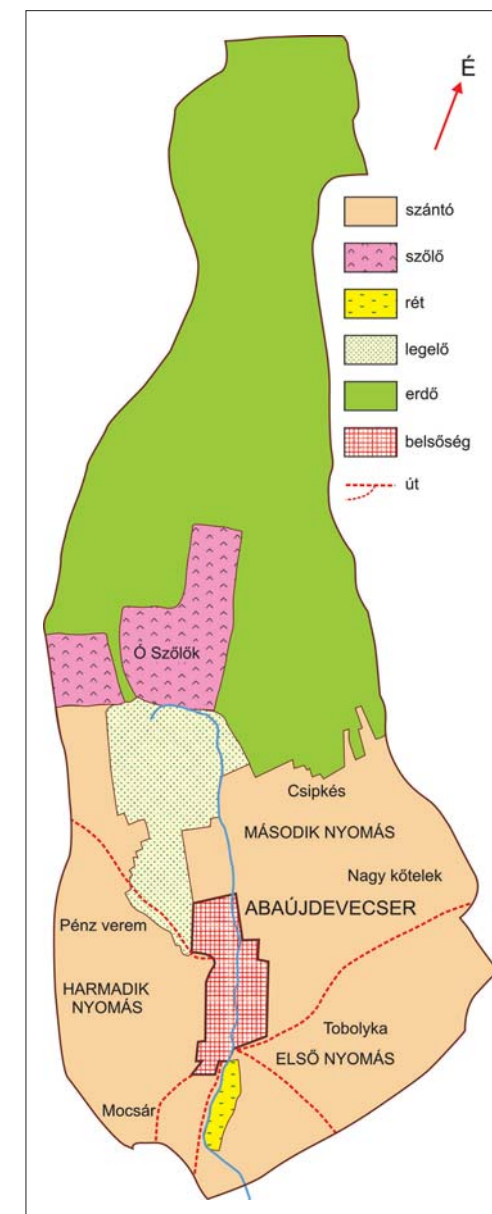 É
szántó
szőlő
rét
legelő
erdő
belsőség
út
Ó Szőlők
Csipkés
MÁSODIK NYOMÁS
Nagy kőtelek
ABAÚJDEVECSER
Pénz verem
HARMADIK
NYOMÁS
Tobolyka
ELSŐ NYOMÁS
Mocsár